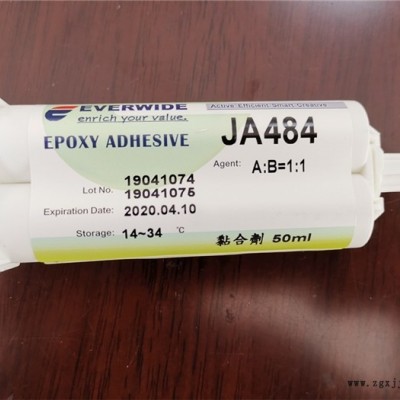 EVERWIDE
enrich your value.
Active Efficient Smart Creative
EPOXY ADHESIVE
JA484
Agent: A:B=1:1
19041074
Lot No. 19041075
Expiration Date: 2020.04.10
Storage: 14~34 ℃
黏合劑 50ml